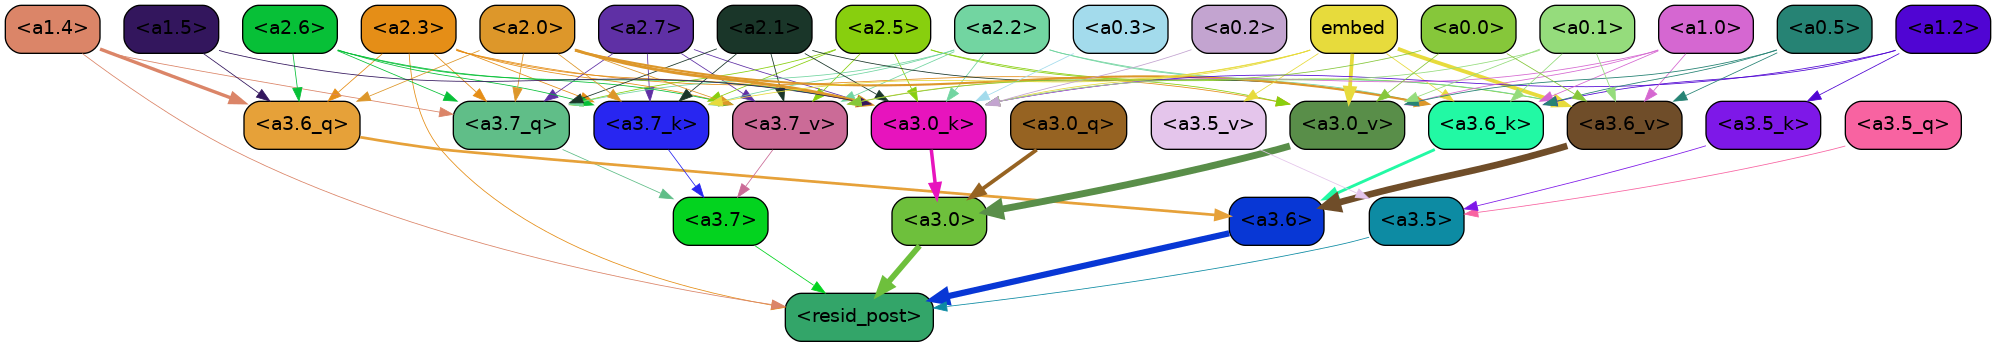 <a1.4> <a1.5> <a2.6> <a2.3> <a2.0> <a2.7> <a2.1> <a2.5> <a2.2> <a0.3> <a0.2> embed <a0.0> <a0.1> <a1.0> <a0.5> <a1.2>
<a3.6_q> <a3.7_q> <a3.7_k> <a3.7_v> <a3.0_k> <a3.0_q> <a3.5_v> <a3.0_v> <a3.6_k> <a3.6_v> <a3.5_k> <a3.5_q>
<a3.7> <a3.0> <a3.6> <a3.5>
<resid_post>